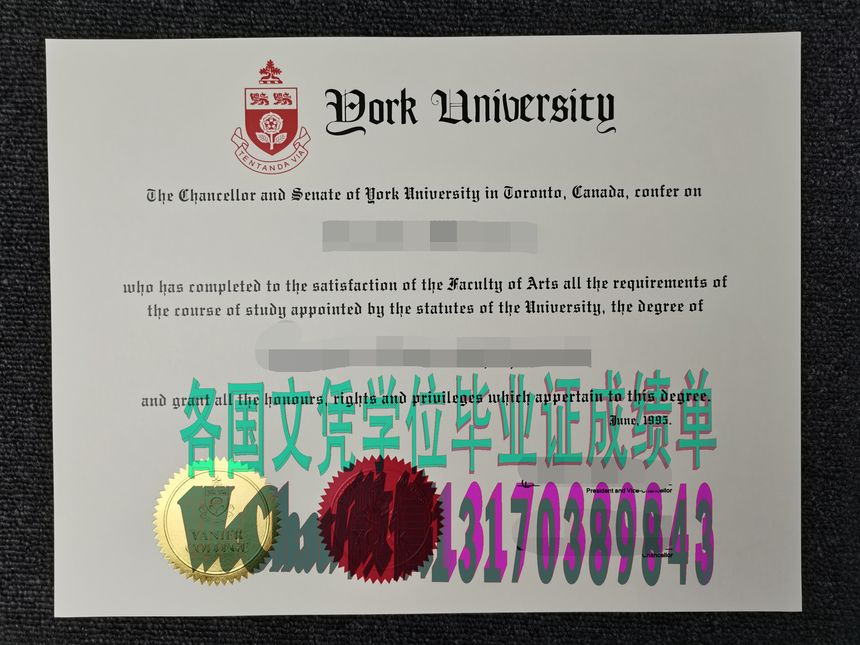 York University
TENTANDA VIA
The Chancellor and Senate of York University in Toronto, Canada, confer on
who has completed to the satisfaction of the Faculty of Arts all the requirements of
the course of study appointed by the statutes of the University, the degree of
各国文凭学位毕业证成绩单
and grant all the honours, rights and privileges which appertain to this degree.
June, 1995.
President and Vice-Chancellor
VANIER
COLLEGE
13170389843
Chancellor